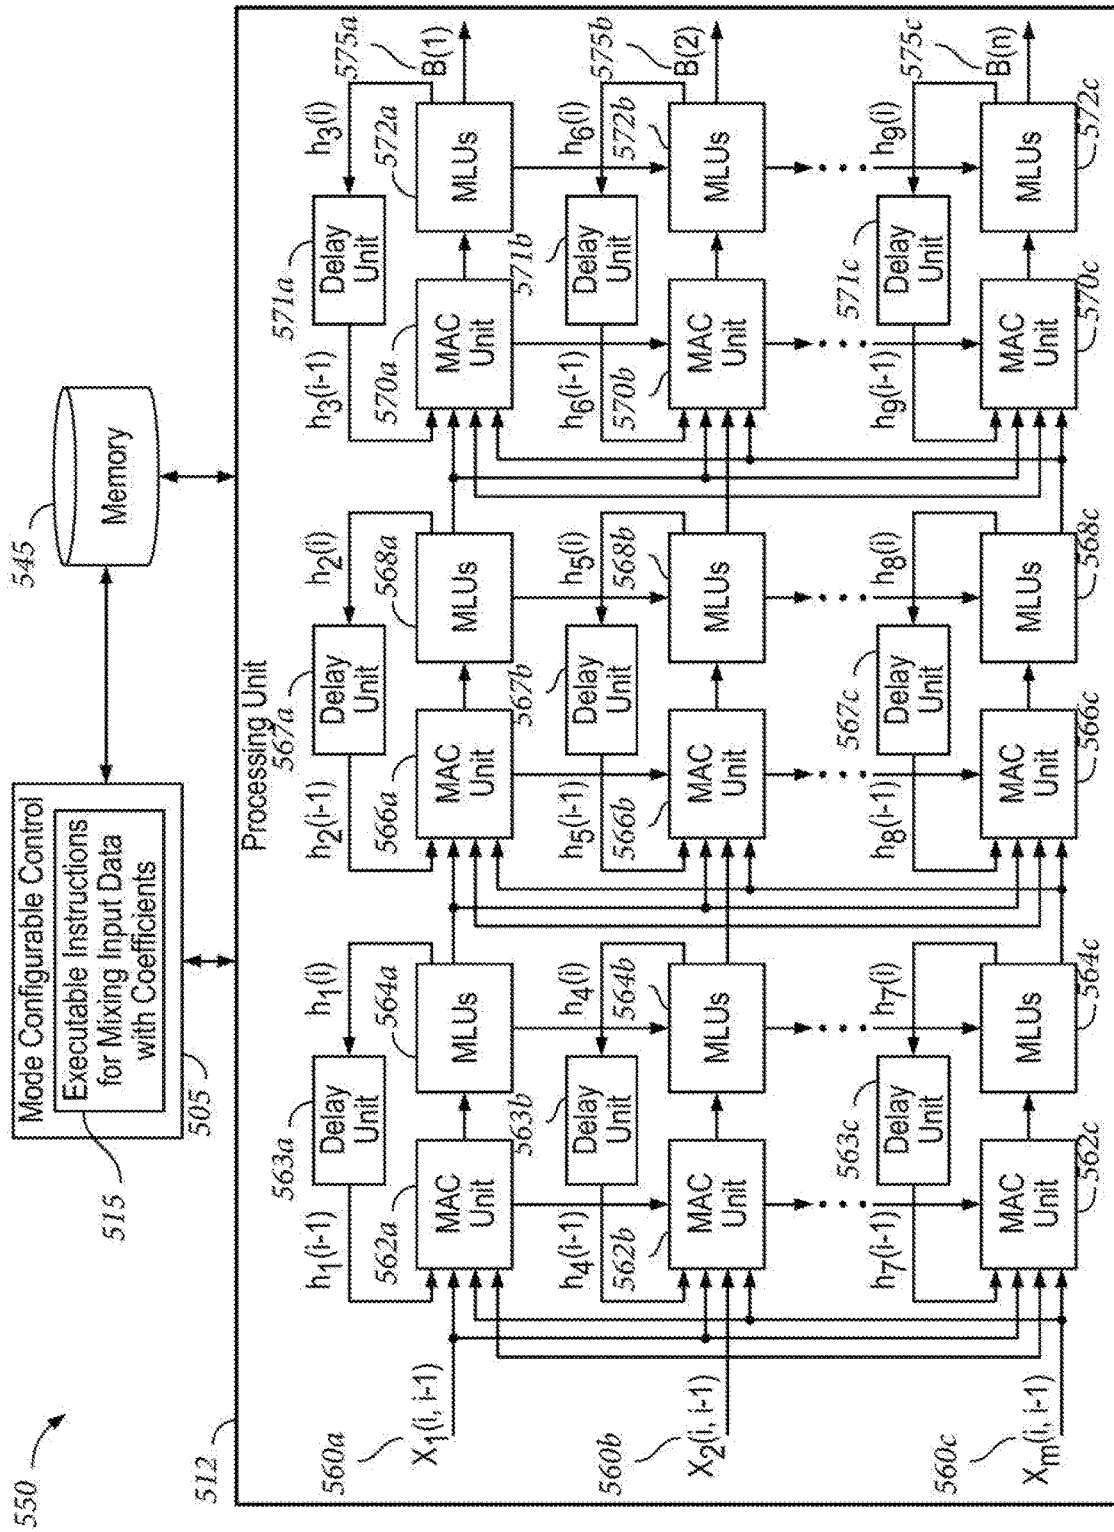 550
512
Mode Configurable Control
Executable Instructions
for Mixing Input Data
with Coefficients
515
505
545
Memory
Processing Unit
560a
X1(i, i-1)
h1(i-1)
563a
Delay
Unit
h1(i)
562a
MAC
Unit
564a
MLUs
h2(i-1)
567a
Delay
Unit
h2(i)
566a
MAC
Unit
568a
MLUs
h3(i-1)
571a
Delay
Unit
h3(i)
570a
MAC
Unit
572a
MLUs
575a
B(1)
560b
X2(i, i-1)
h4(i-1)
563b
Delay
Unit
h4(i)
562b
MAC
Unit
564b
MLUs
h5(i-1)
567b
Delay
Unit
h5(i)
566b
MAC
Unit
568b
MLUs
h6(i-1)
571b
Delay
Unit
h6(i)
570b
MAC
Unit
572b
MLUs
575b
B(2)
560c
Xm(i, i-1)
h7(i-1)
563c
Delay
Unit
h7(i)
562c
MAC
Unit
564c
MLUs
h8(i-1)
567c
Delay
Unit
h8(i)
566c
MAC
Unit
568c
MLUs
h9(i-1)
571c
Delay
Unit
h9(i)
570c
MAC
Unit
572c
MLUs
575c
B(n)